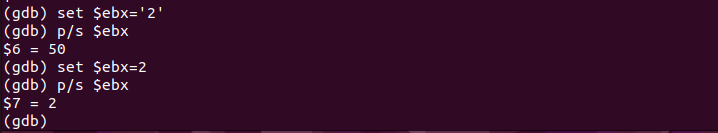 (gdb) set $ebx='2'
(gdb) p/s $ebx
$6 = 50
(gdb) set $ebx=2
(gdb) p/s $ebx
$7 = 2
(gdb)